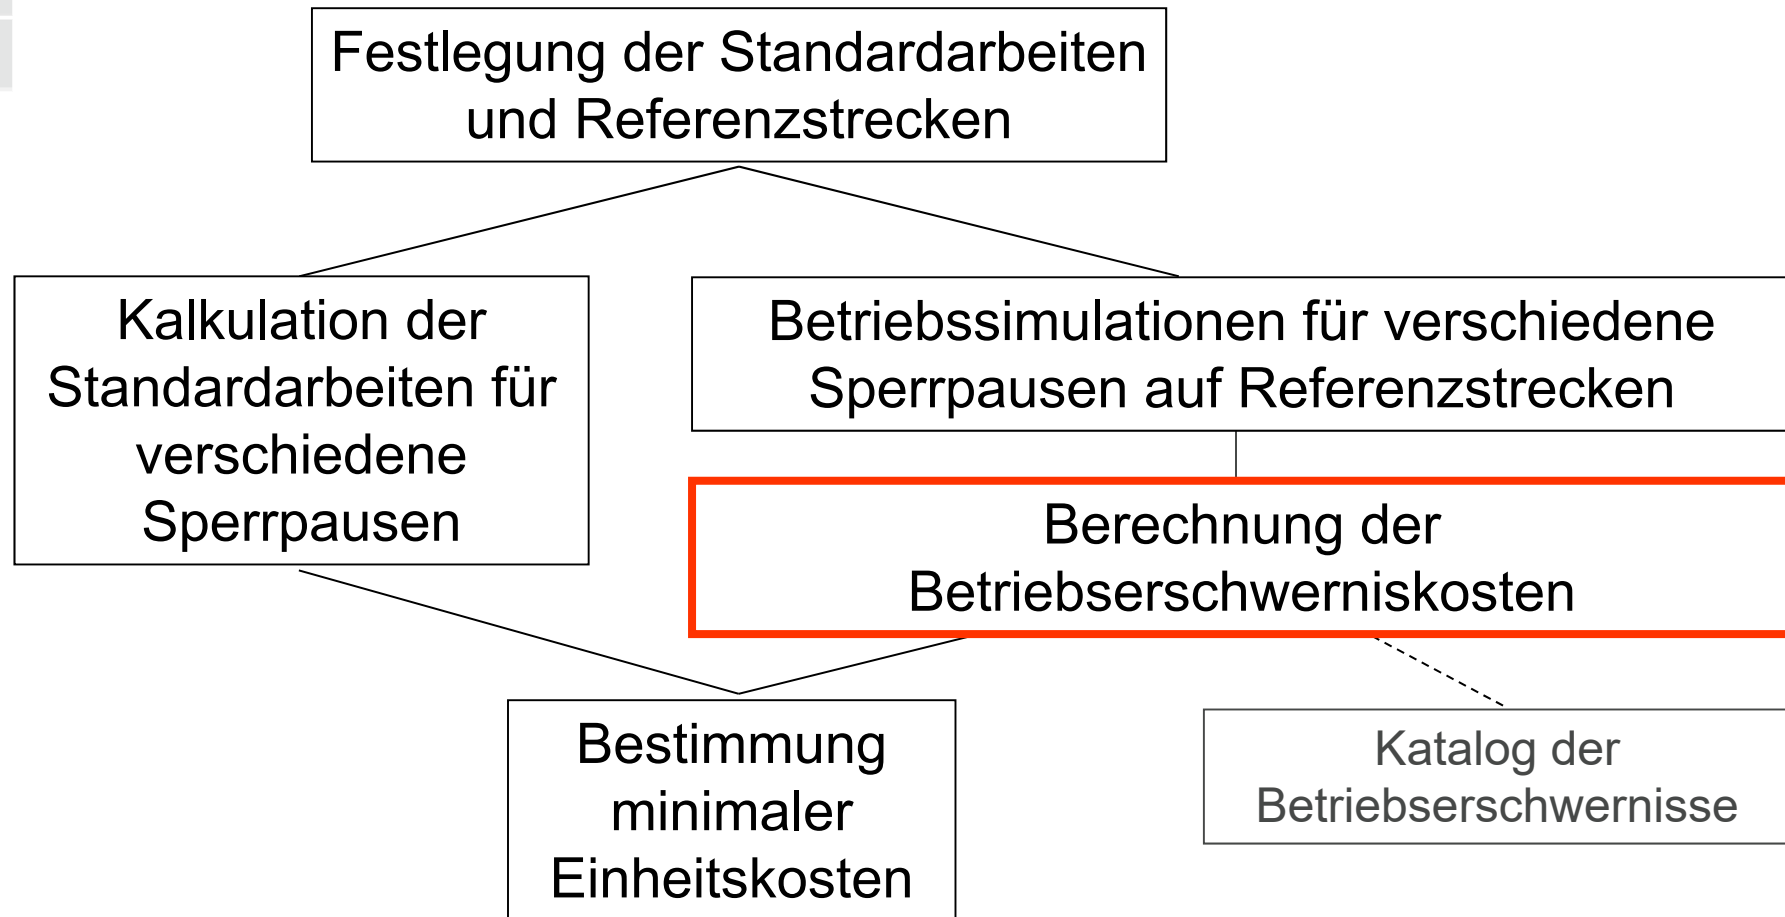 Festlegung der Standardarbeiten
und Referenzstrecken
Kalkulation der
Standardarbeiten für
verschiedene
Sperrpausen
Betriebssimulationen für verschiedene
Sperrpausen auf Referenzstrecken
Berechnung der
Betriebserschwerniskosten
Bestimmung
minimaler
Einheitskosten
Katalog der
Betriebserschwernisse